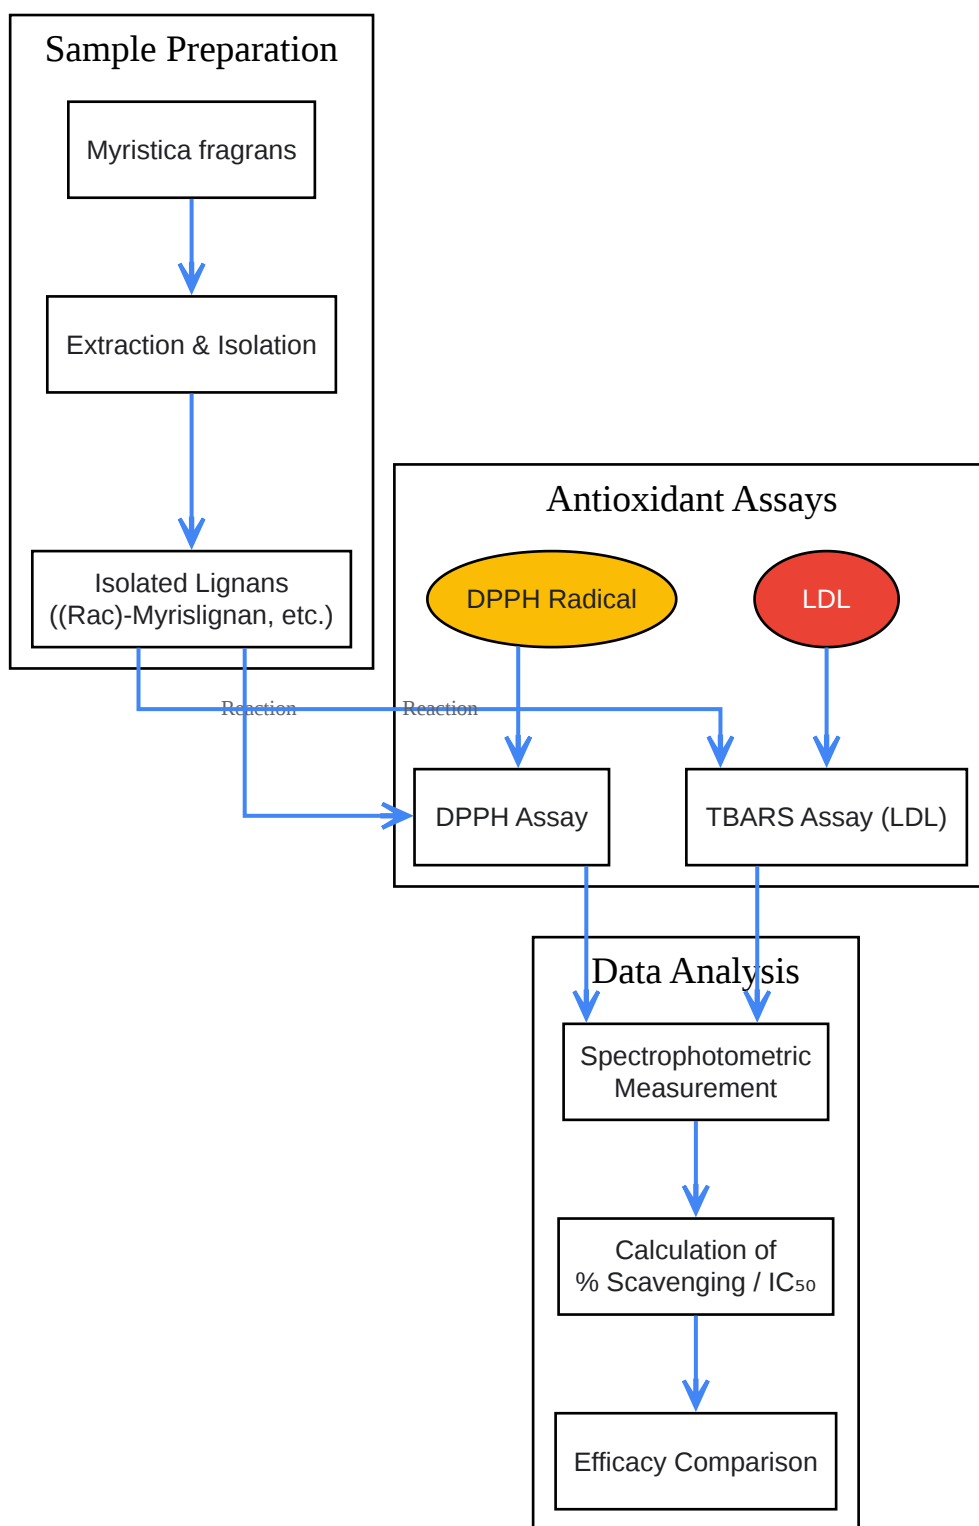 Sample Preparation
Myristica fragrans
Extraction & Isolation
Isolated Lignans
((Rac)-Myrislignan, etc.)
Antioxidant Assays
DPPH Radical
LDL
Reaction
Reaction
DPPH Assay
TBARS Assay (LDL)
Data Analysis
Spectrophotometric
Measurement
Calculation of
% Scavenging / IC₅₀
Efficacy Comparison